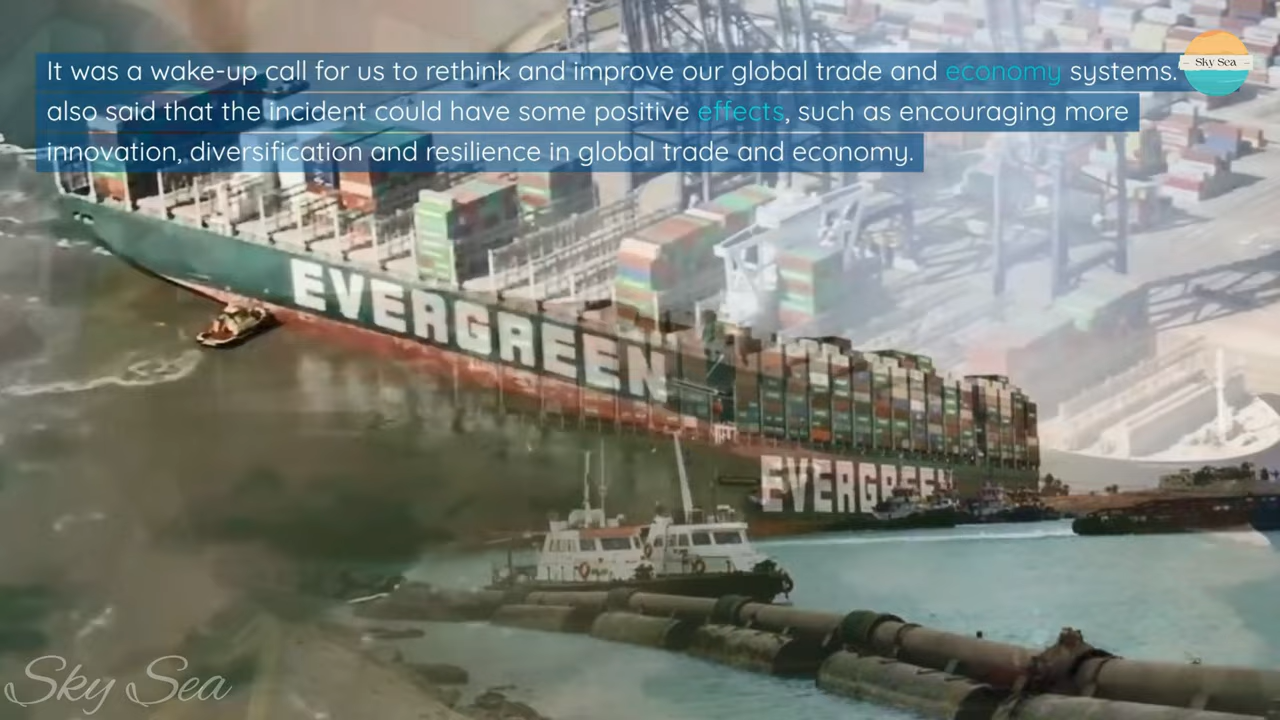 It was a wake-up call for us to rethink and improve our global trade and economy systems.
also said that the incident could have some positive effects, such as encouraging more
innovation, diversification and resilience in global trade and economy.
Sky Sea
EVERGREEN
EVERGREEN
Sky Sea